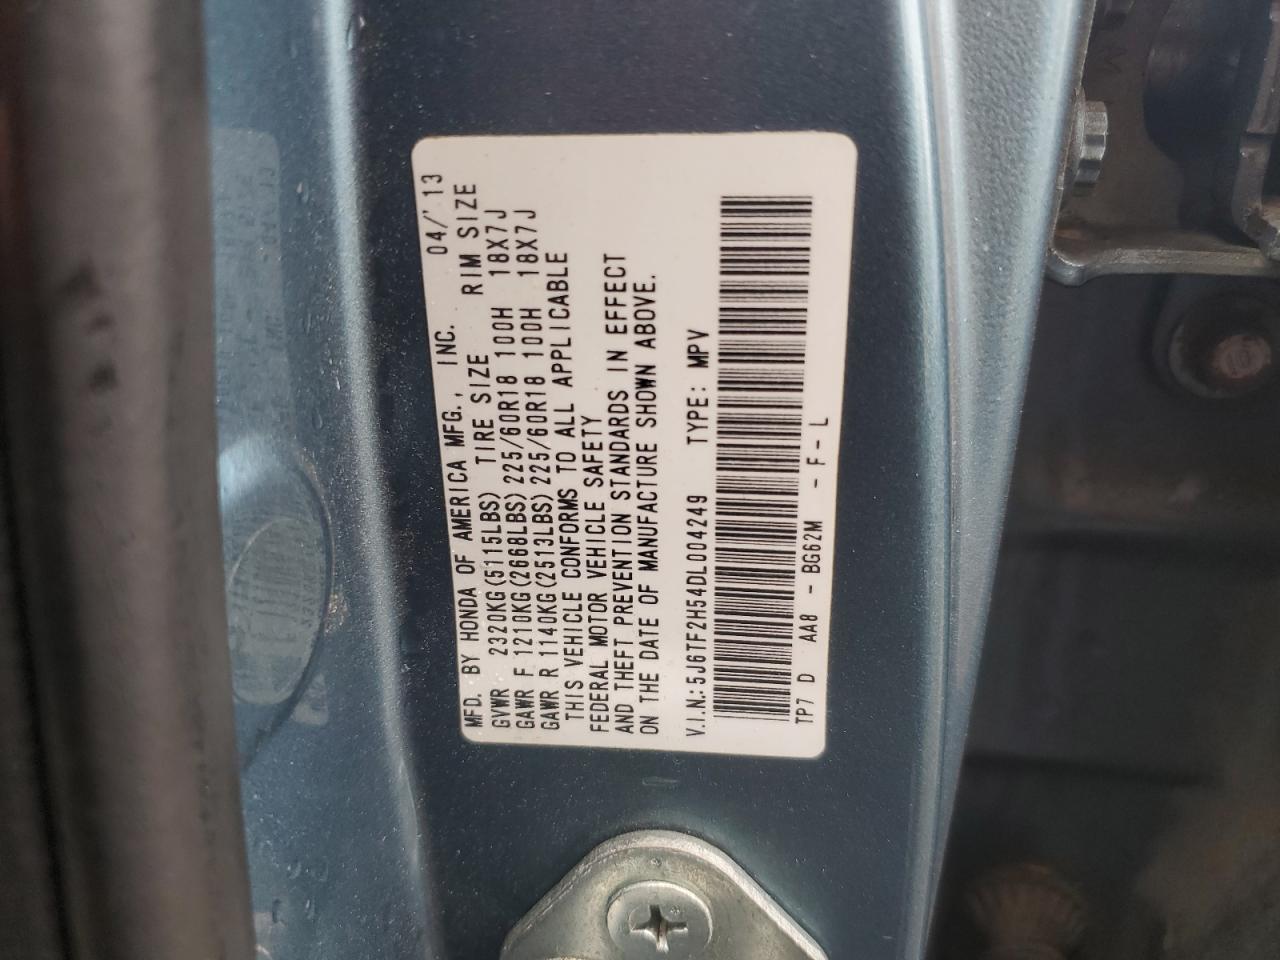 MFD. BY HONDA OF AMERICA MFG., INC. 04/'13
GVWR 2320KG(5115LBS) TIRE SIZE RIM SIZE
GAWR F 1210KG(2668LBS) 225/60R18 100H 18X7J
GAWR R 1140KG(2513LBS) 225/60R18 100H 18X7J
THIS VEHICLE CONFORMS TO ALL APPLICABLE
FEDERAL MOTOR VEHICLE SAFETY
AND THEFT PREVENTION STANDARDS IN EFFECT
ON THE DATE OF MANUFACTURE SHOWN ABOVE.
V.I.N.: 5J6TF2H54DL004249 TYPE: MPV
TP7 D AA8 - BG62M - F - L